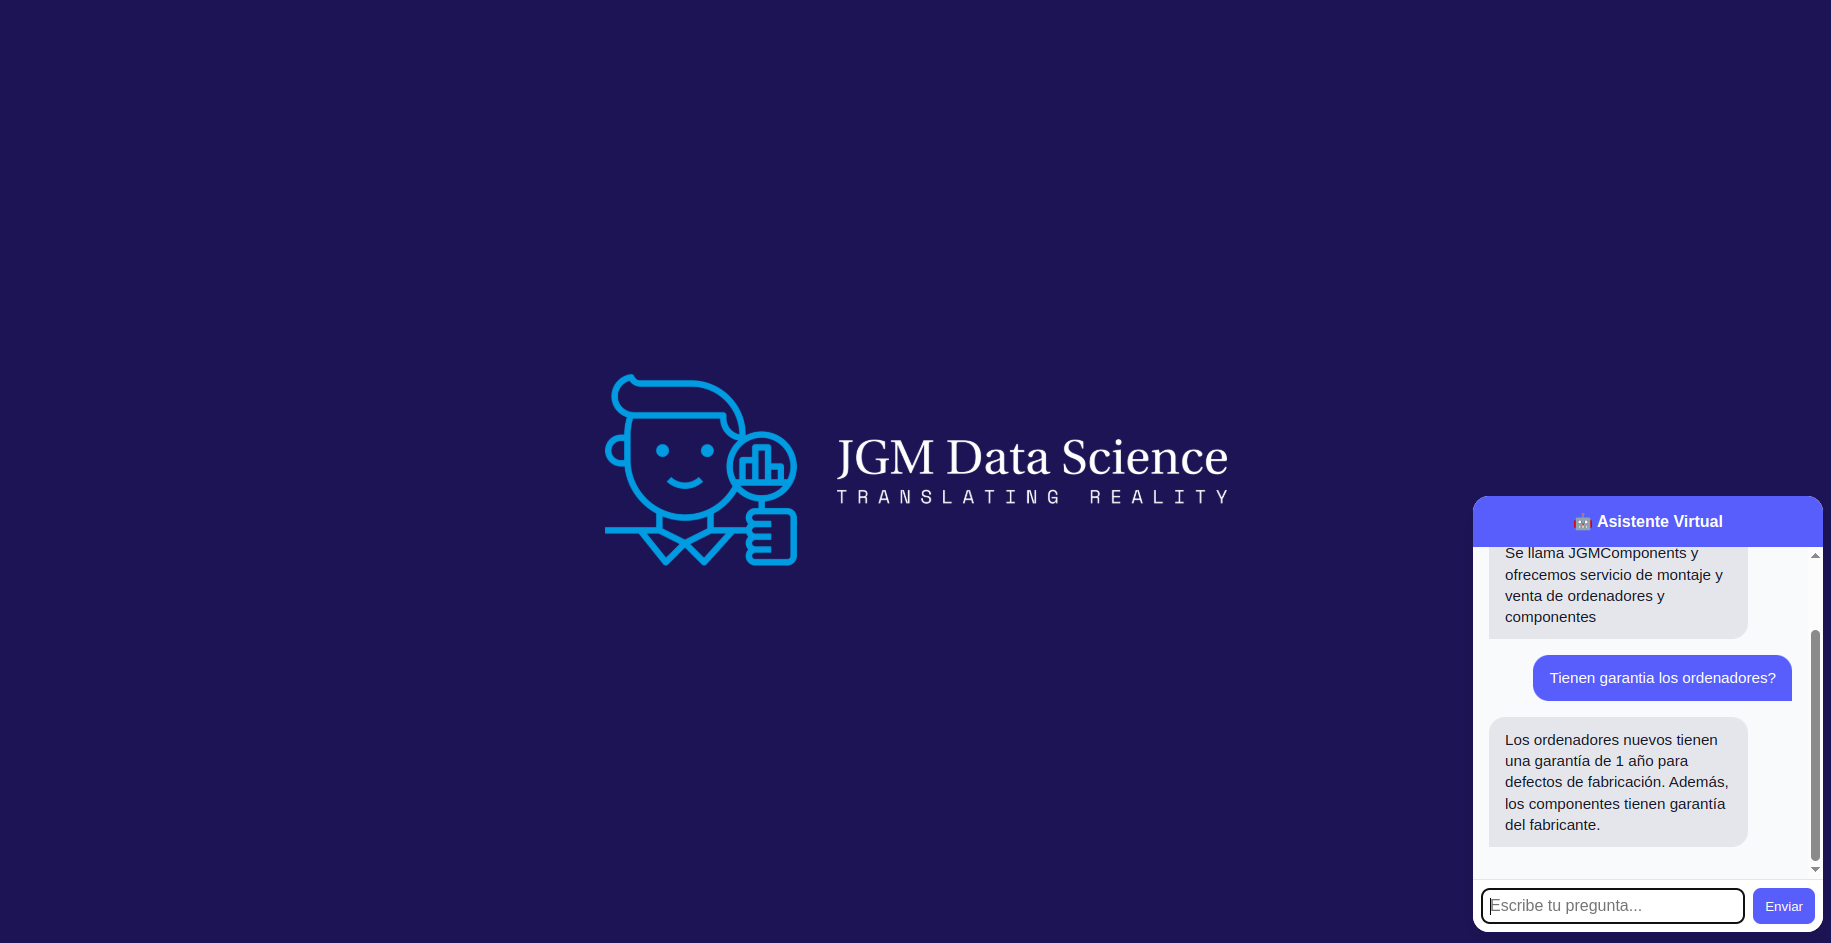 JGM Data Science
TRANSLATING REALITY
🤖 Asistente Virtual
Se llama JGMComponents y
ofrecemos servicio de montaje y
venta de ordenadores y
componentes
Tienen garantia los ordenadores?
Los ordenadores nuevos tienen
una garantía de 1 año para
defectos de fabricación. Además,
los componentes tienen garantía
del fabricante.
Escribe tu pregunta...
Enviar